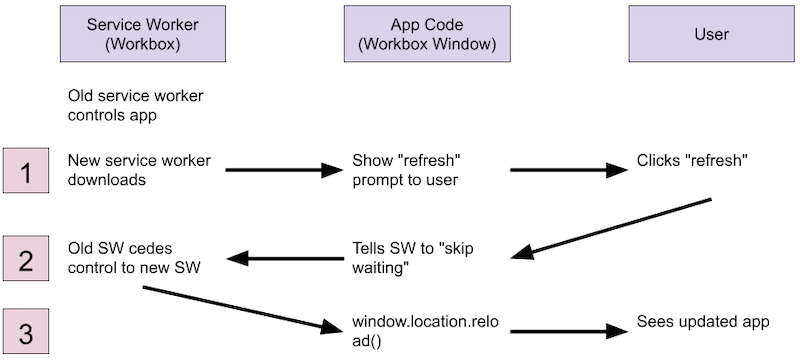 Service Worker
(Workbox)
App Code
(Workbox Window)
User
Old service worker
controls app
1
New service worker
downloads
Show "refresh"
prompt to user
Clicks "refresh"
2
Old SW cedes
control to new SW
Tells SW to "skip
waiting"
3
window.location.relo
ad()
Sees updated app